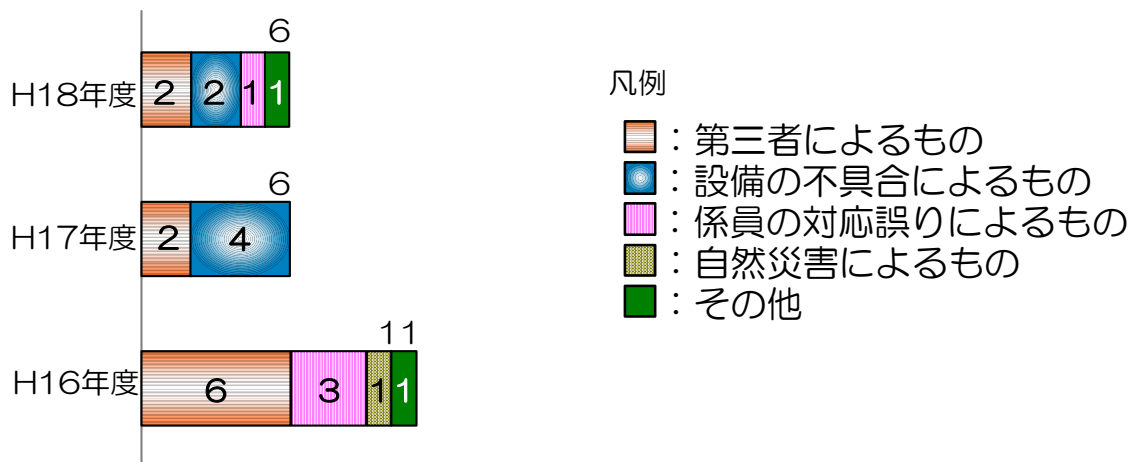 6
H18年度 2 2 1 1
6
H17年度 2 4
11
H16年度 6 3 1 1
凡例
：第三者によるもの
：設備の不具合によるもの
：係員の対応誤りによるもの
：自然災害によるもの
：その他